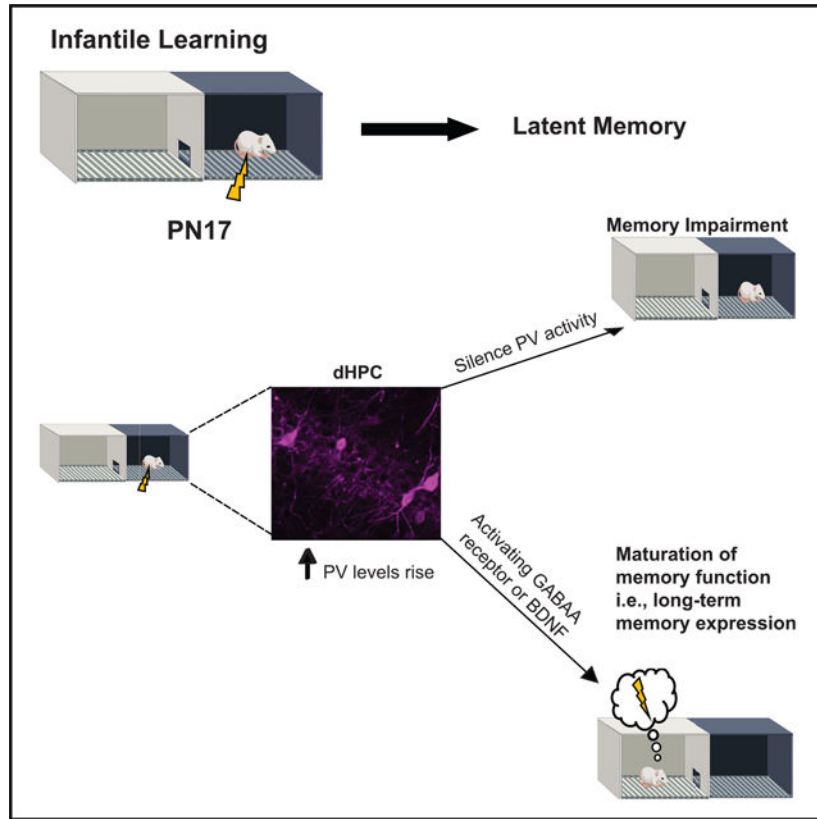 Infantile Learning
Latent Memory
PN17
Memory Impairment
Silence PV activity
dHPC
PV levels rise
Activating GABAA
receptor or BDNF
Maturation of
memory function
i.e., long-term
memory expression